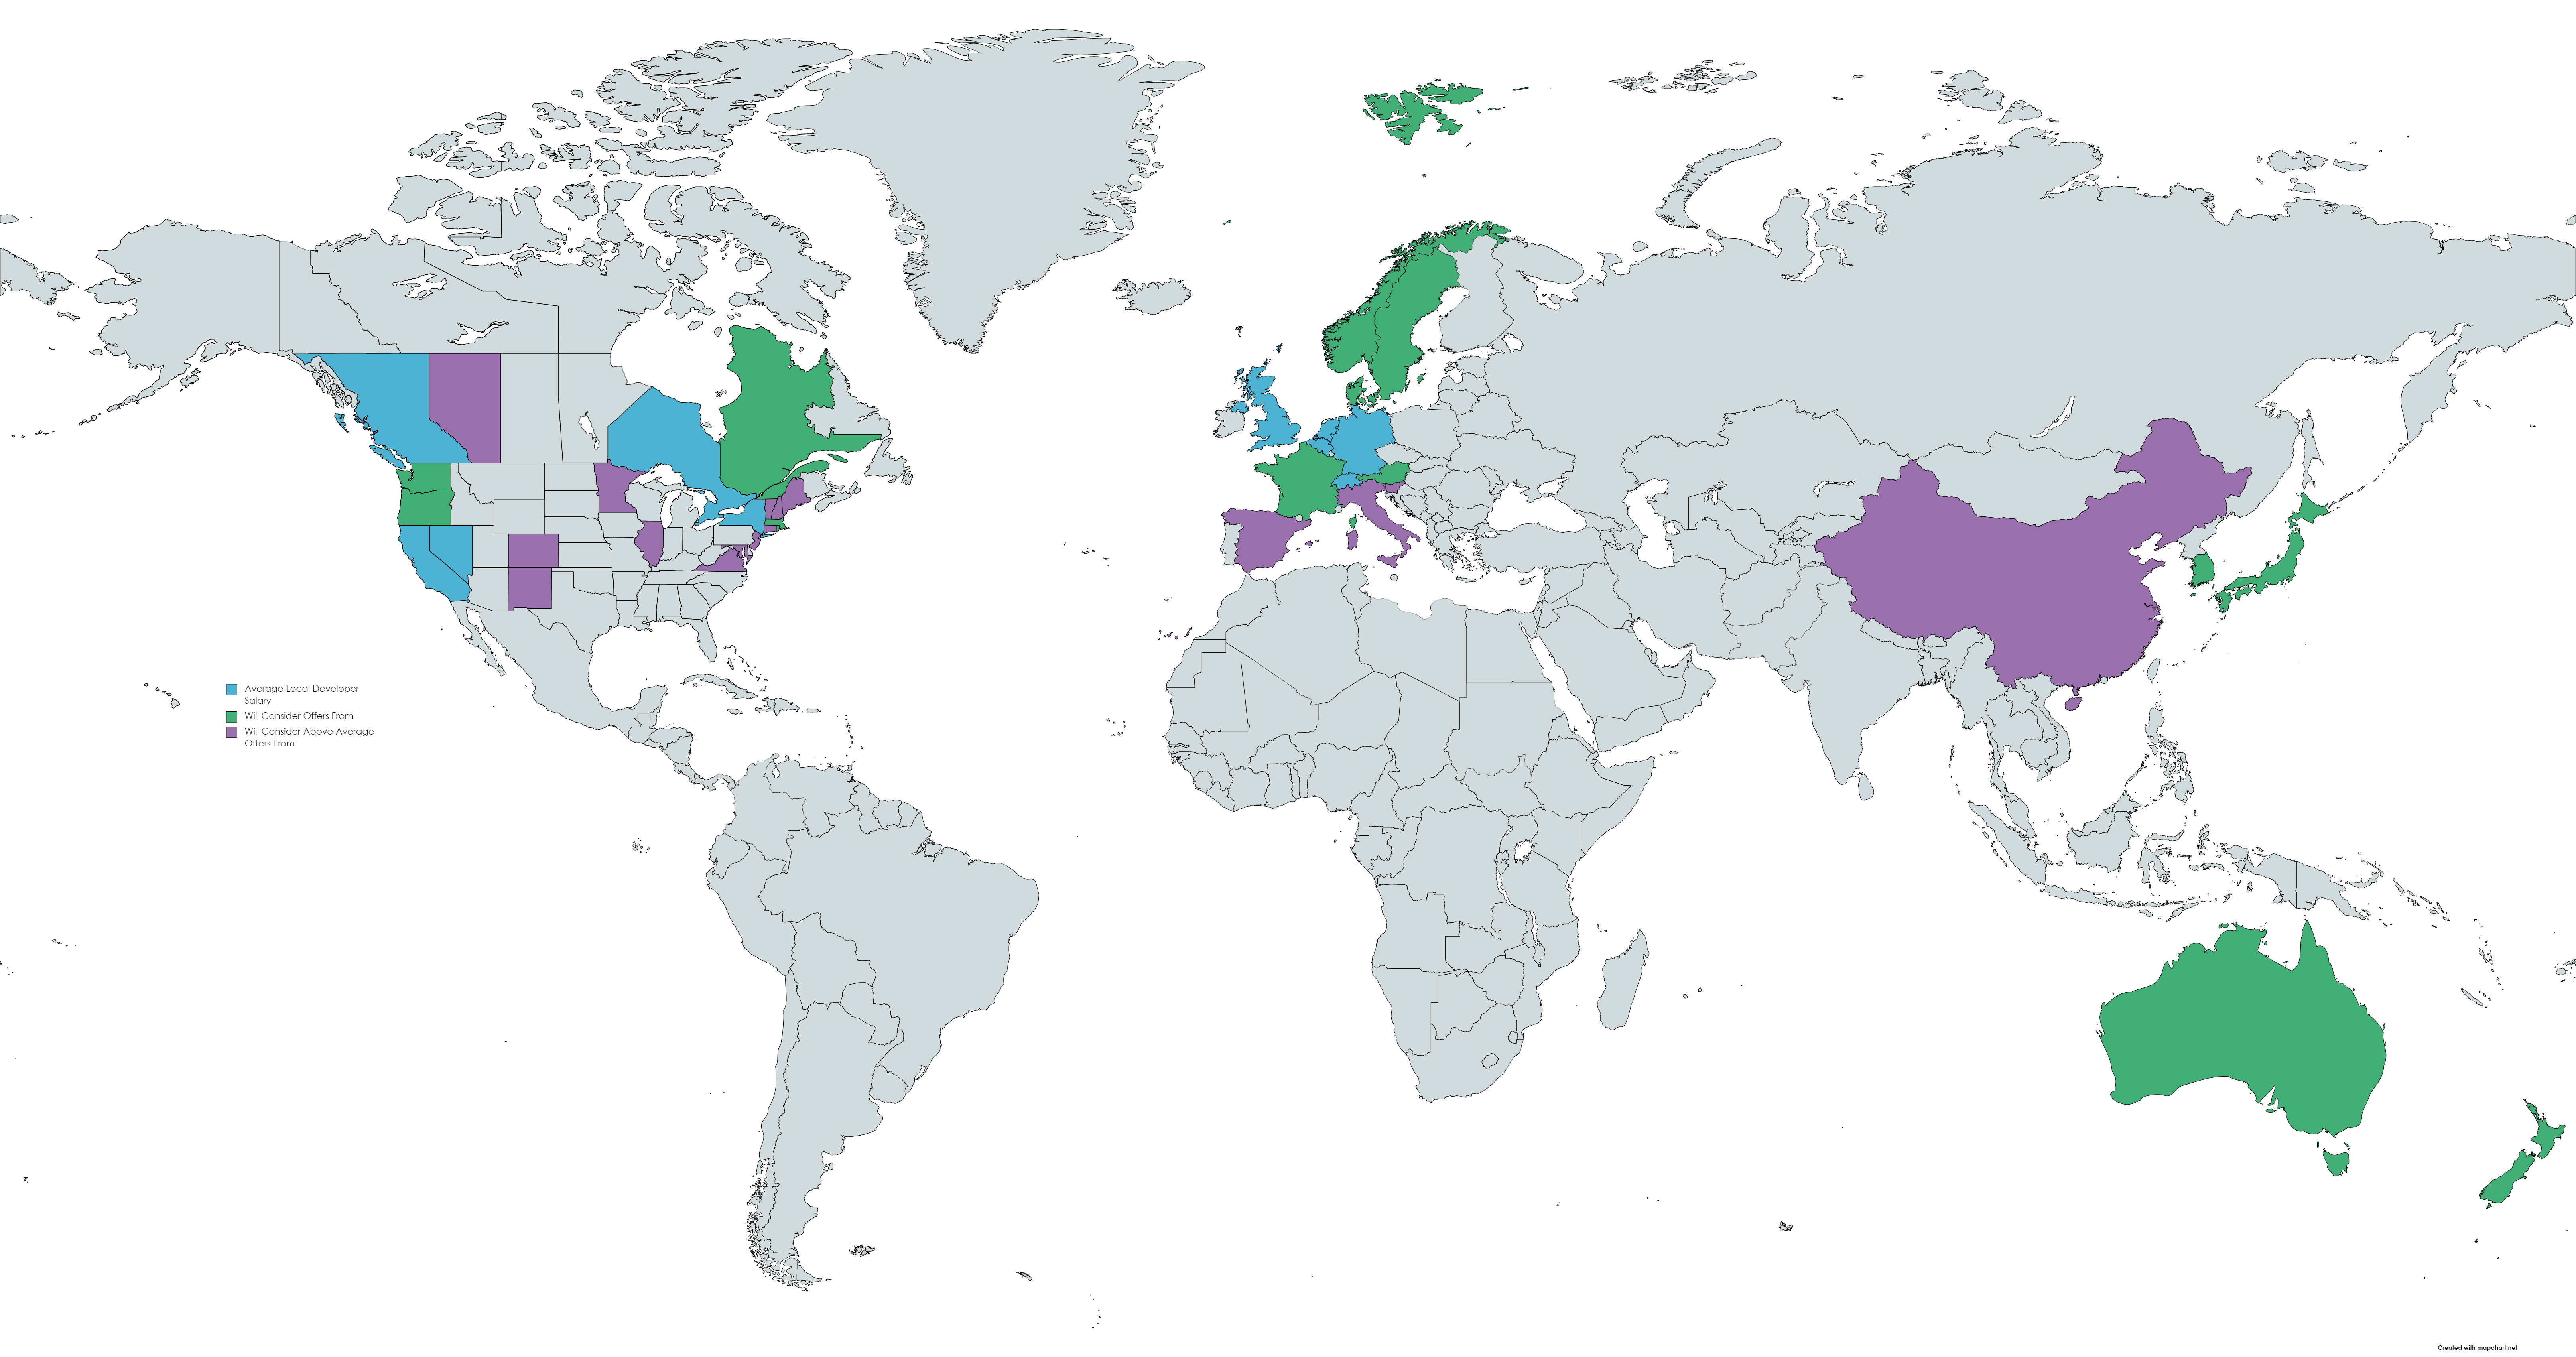 Average Local Developer
Salary
Will Consider Offers From
Will Consider Above Average
Offers From
Created with mapchart.net